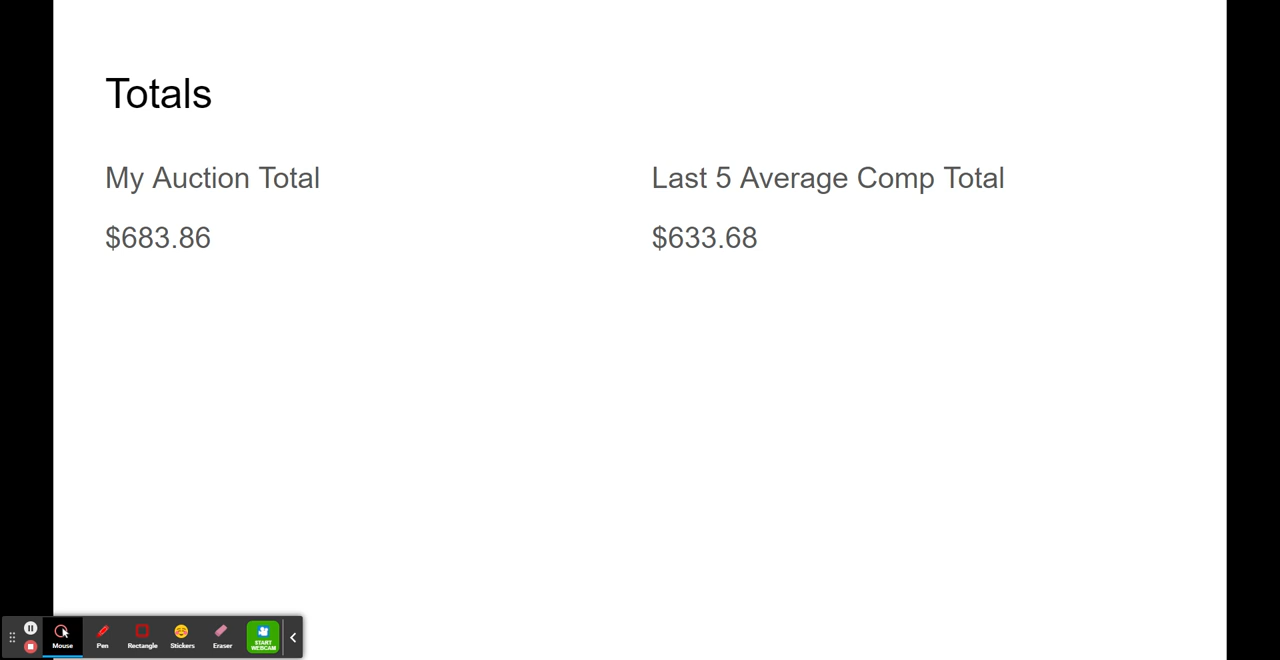 Totals
My Auction Total
$683.86
Last 5 Average Comp Total
$633.68
Mouse
Pen
Rectangle
Stickers
Eraser
START
WEBCAM